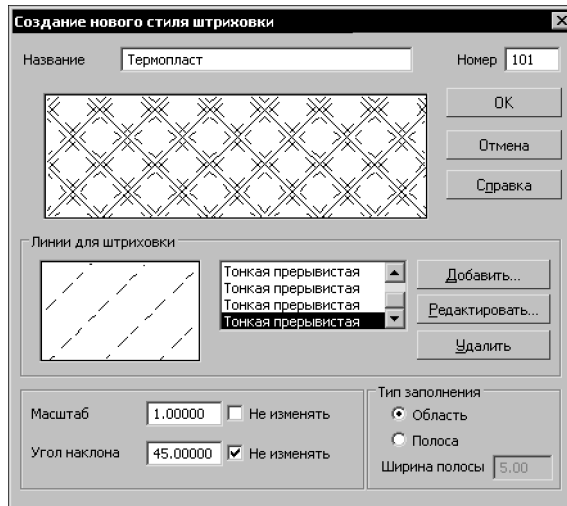 Создание нового стиля штриховки
Название Термопласт Номер 101
OK
Отмена
Справка
Линии для штриховки
Тонкая прерывистая
Тонкая прерывистая
Тонкая прерывистая
Тонкая прерывистая
Добавить...
Редактировать...
Удалить
Масштаб 1.00000 Не изменять
Угол наклона 45.00000 Не изменять
Тип заполнения
Область
Полоса
Ширина полосы 5.00